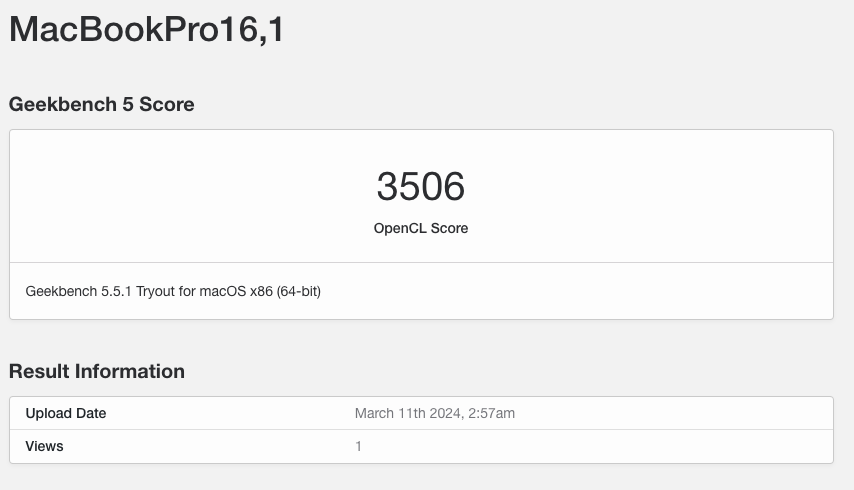 MacBookPro16,1
Geekbench 5 Score
3506
OpenCL Score
Geekbench 5.5.1 Tryout for macOS x86 (64-bit)
Result Information
Upload Date March 11th 2024, 2:57am
Views 1